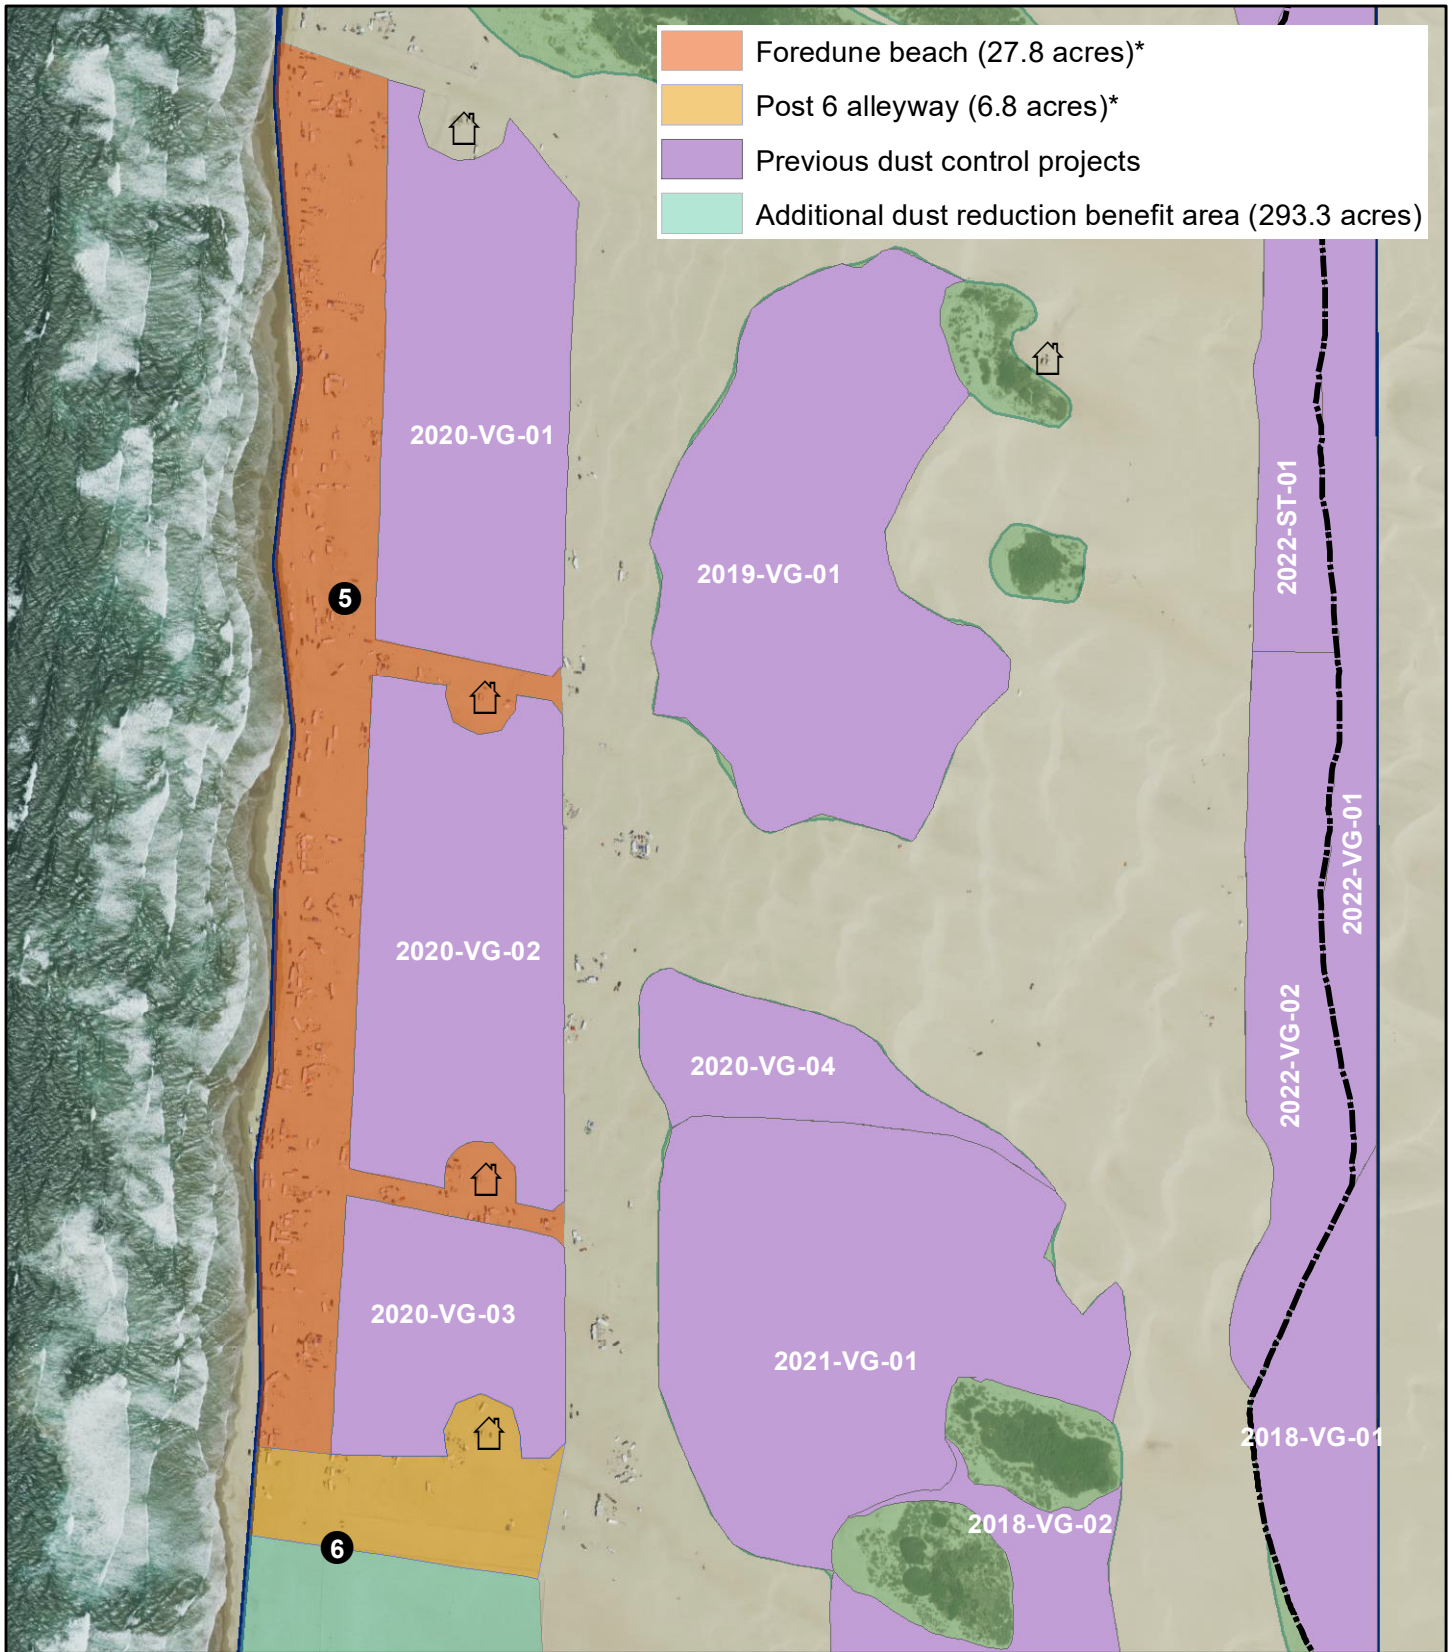 Foredune beach (27.8 acres)*
Post 6 alleyway (6.8 acres)*
Previous dust control projects
Additional dust reduction benefit area (293.3 acres)
2020-VG-01
2022-ST-01
2019-VG-01
5
2022-VG-01
2020-VG-02
2022-VG-02
2020-VG-04
2020-VG-03
2021-VG-01
2018-VG-01
2018-VG-02
6